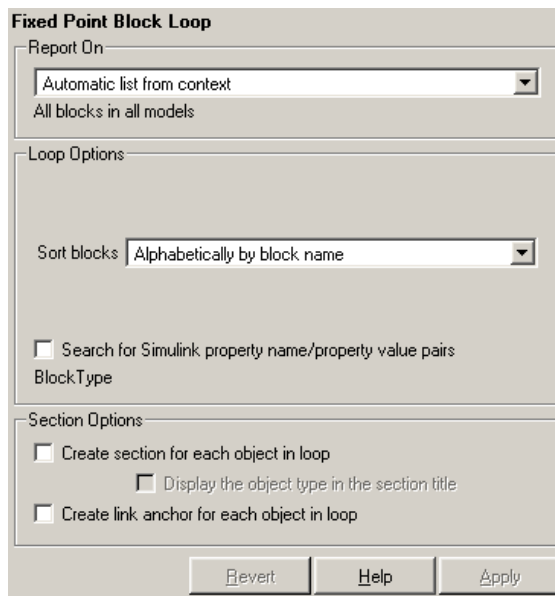 Fixed Point Block Loop
Report On
Automatic list from context
All blocks in all models
Loop Options
Sort blocks Alphabetically by block name
Search for Simulink property name/property value pairs
BlockType
Section Options
Create section for each object in loop
Display the object type in the section title
Create link anchor for each object in loop
Revert Help Apply